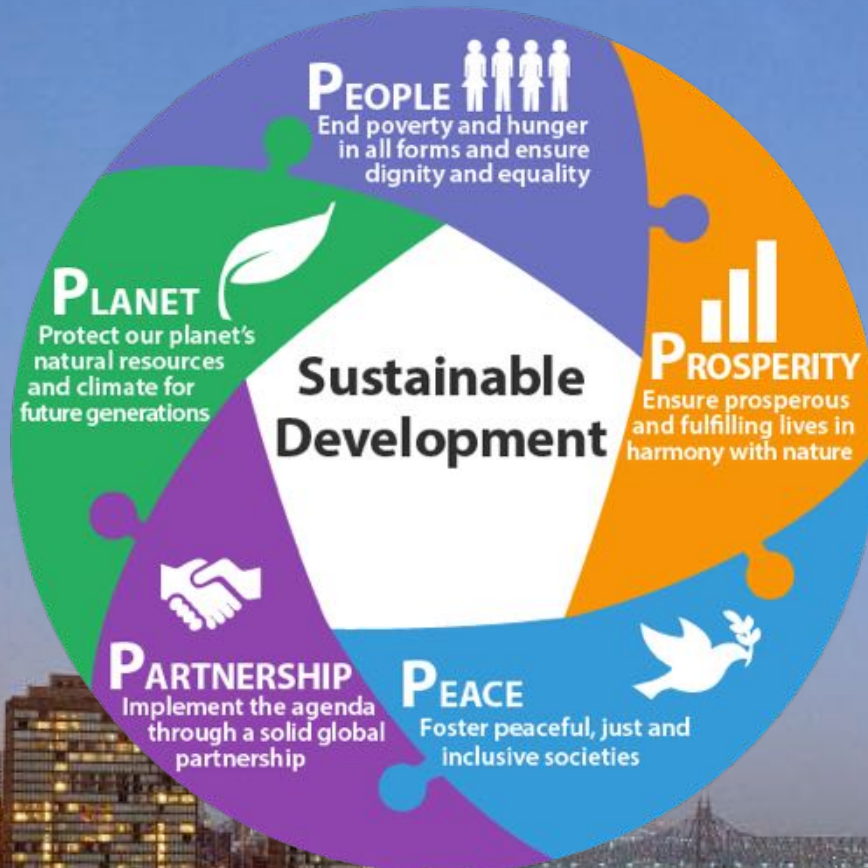 PEOPLE
End poverty and hunger
in all forms and ensure
dignity and equality
PLANET
Protect our planet's
natural resources
and climate for
future generations
Sustainable
Development
PROSPERITY
Ensure prosperous
and fulfilling lives in
harmony with nature
PARTNERSHIP
Implement the agenda
through a solid global
partnership
PEACE
Foster peaceful, just and
inclusive societies